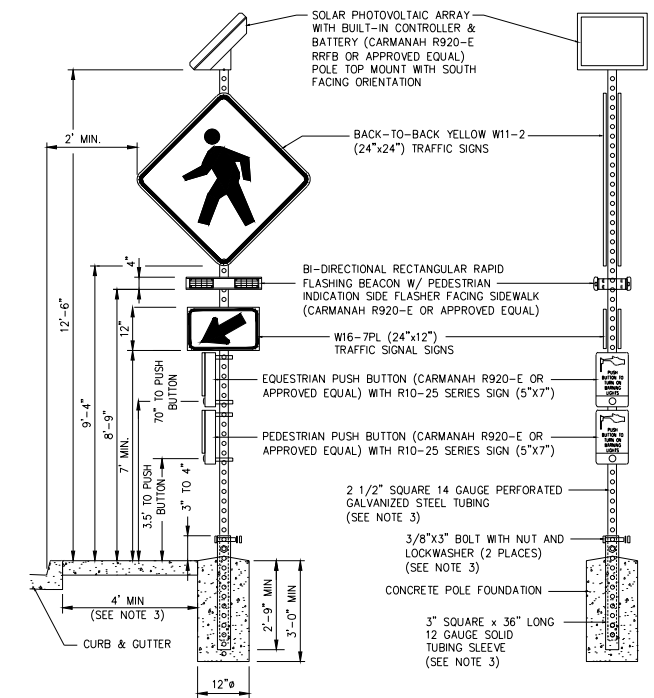 SOLAR PHOTOVOLTAIC ARRAY
WITH BUILT-IN CONTROLLER &
BATTERY (CARMANAH R920-E
RRFB OR APPROVED EQUAL)
POLE TOP MOUNT WITH SOUTH
FACING ORIENTATION
2' MIN.
BACK-TO-BACK YELLOW W11-2
(24"x24") TRAFFIC SIGNS
4"
BI-DIRECTIONAL RECTANGULAR RAPID
FLASHING BEACON W/ PEDESTRIAN
INDICATION SIDE FLASHER FACING SIDEWALK
(CARMANAH R920-E OR APPROVED EQUAL)
12'-6"
12"
W16-7PL (24"x12")
TRAFFIC SIGNAL SIGNS
9'-4"
8'-9"
7' MIN.
70" TO PUSH
BUTTON
EQUESTRIAN PUSH BUTTON (CARMANAH R920-E OR
APPROVED EQUAL) WITH R10-25 SERIES SIGN (5"X7")
PUSH
BUTTON TO
TURN ON
WARNING
LIGHTS
PEDESTRIAN PUSH BUTTON (CARMANAH R920-E OR
APPROVED EQUAL) WITH R10-25 SERIES SIGN (5"X7")
PUSH
BUTTON TO
TURN ON
WARNING
LIGHTS
3.5' TO PUSH
BUTTON
3" TO 4"
2 1/2" SQUARE 14 GAUGE PERFORATED
GALVANIZED STEEL TUBING
(SEE NOTE 3)
3/8"X3" BOLT WITH NUT AND
LOCKWASHER (2 PLACES)
(SEE NOTE 3)
CONCRETE POLE FOUNDATION
4' MIN
(SEE NOTE 3)
2'-9" MIN
3'-0" MIN
CURB & GUTTER
3" SQUARE x 36" LONG
12 GAUGE SOLID
TUBING SLEEVE
(SEE NOTE 3)
12"ø